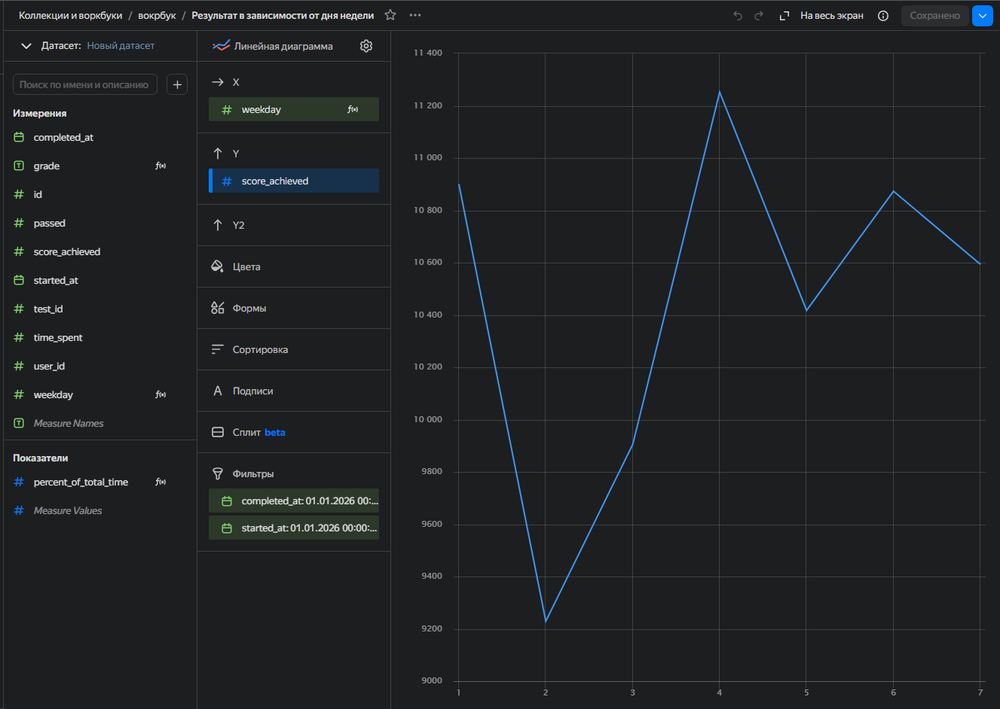 Коллекции и воркбуки / вокрбук / Результат в зависимости от дня недели
На весь экран
Сохранено
Датасет: Новый датасет
Поиск по имени и описанию
Измерения
completed_at
grade f(x)
id
passed
score_achieved
started_at
test_id
time_spent
user_id
weekday f(x)
Measure Names
Показатели
percent_of_total_time f(x)
Measure Values
Линейная диаграмма
X
weekday f(x)
Y
score_achieved
Y2
Цвета
Формы
Сортировка
Подписи
Сплит beta
Фильтры
completed_at: 01.01.2026 00:...
started_at: 01.01.2026 00:00:...
11 400
11 200
11 000
10 800
10 600
10 400
10 200
10 000
9800
9600
9400
9200
9000
1 2 3 4 5 6 7